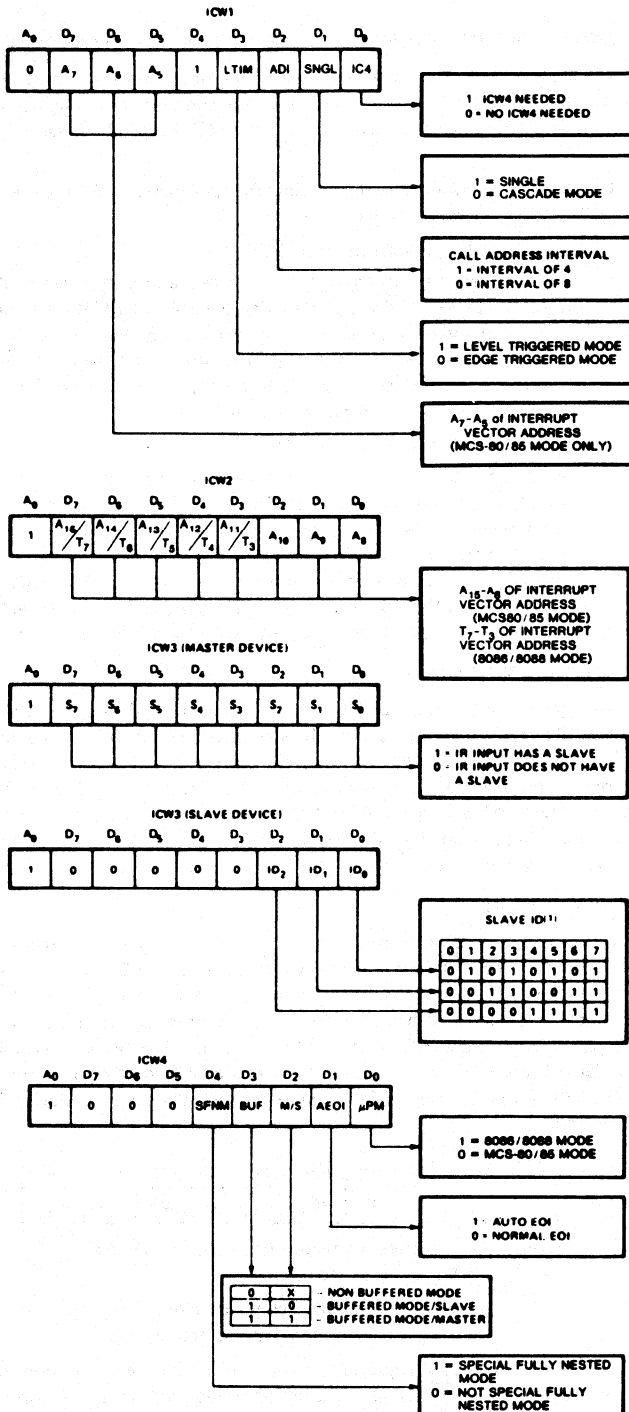 ICW1
A0 D7 D6 D5 D4 D3 D2 D1 D0
0 A7 A6 A5 1 LTIM ADI SNGL IC4
1 ICW4 NEEDED
0 = NO ICW4 NEEDED
1 = SINGLE
0 = CASCADE MODE
CALL ADDRESS INTERVAL
1 = INTERVAL OF 4
0 = INTERVAL OF 8
1 = LEVEL TRIGGERED MODE
0 = EDGE TRIGGERED MODE
A7-A5 of INTERRUPT
VECTOR ADDRESS
(MCS-80/85 MODE ONLY)
ICW2
A0 D7 D6 D5 D4 D3 D2 D1 D0
1 A15/T7 A14/T6 A13/T5 A12/T4 A11/T3 A10 A9 A8
A15-A8 OF INTERRUPT
VECTOR ADDRESS
(MCS80/85 MODE)
T7-T3 OF INTERRUPT
VECTOR ADDRESS
(8086/8088 MODE)
ICW3 (MASTER DEVICE)
A0 D7 D6 D5 D4 D3 D2 D1 D0
1 S7 S6 S5 S4 S3 S2 S1 S0
1 = IR INPUT HAS A SLAVE
0 = IR INPUT DOES NOT HAVE
A SLAVE
ICW3 (SLAVE DEVICE)
A0 D7 D6 D5 D4 D3 D2 D1 D0
1 0 0 0 0 0 ID2 ID1 ID0
SLAVE ID(1)
0 1 2 3 4 5 6 7
0 1 0 1 0 1 0 1
0 0 1 1 0 0 1 1
0 0 0 0 1 1 1 1
ICW4
A0 D7 D6 D5 D4 D3 D2 D1 D0
1 0 0 0 SFNM BUF M/S AEOI µPM
1 = 8086/8088 MODE
0 = MCS-80/85 MODE
1 - AUTO EOI
0 = NORMAL EOI
0 X - NON BUFFERED MODE
1 0 - BUFFERED MODE/SLAVE
1 1 - BUFFERED MODE/MASTER
1 = SPECIAL FULLY NESTED
MODE
0 = NOT SPECIAL FULLY
NESTED MODE